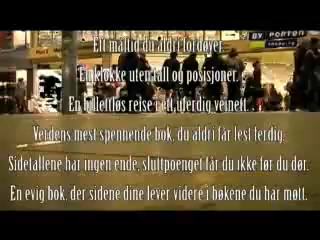 BY PORTEN
Ett måltid du aldri fordøyer.
En klokke uten tall og posisjoner.
En billettløs reise i ett, uferdig veinett. .
Verdens mest spennende bok, du aldri får lest ferdig.
Sidetallene har ingen ende, sluttpoenget får du ikke før du dør.
En evig bok, der sidene dine lever videre i bøkene du har møtt.